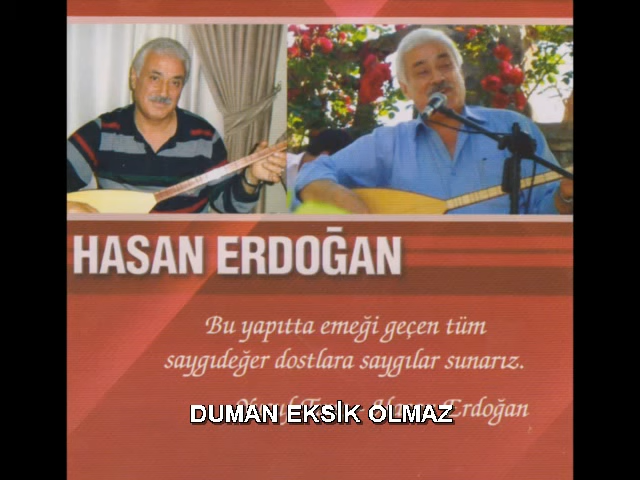 HASAN ERDOĞAN
Bu yapıtta emeği geçen tüm
saygıdeğer dostlara saygılar sunarız.
Erdoğan
DUMAN EKSİK OLMAZ